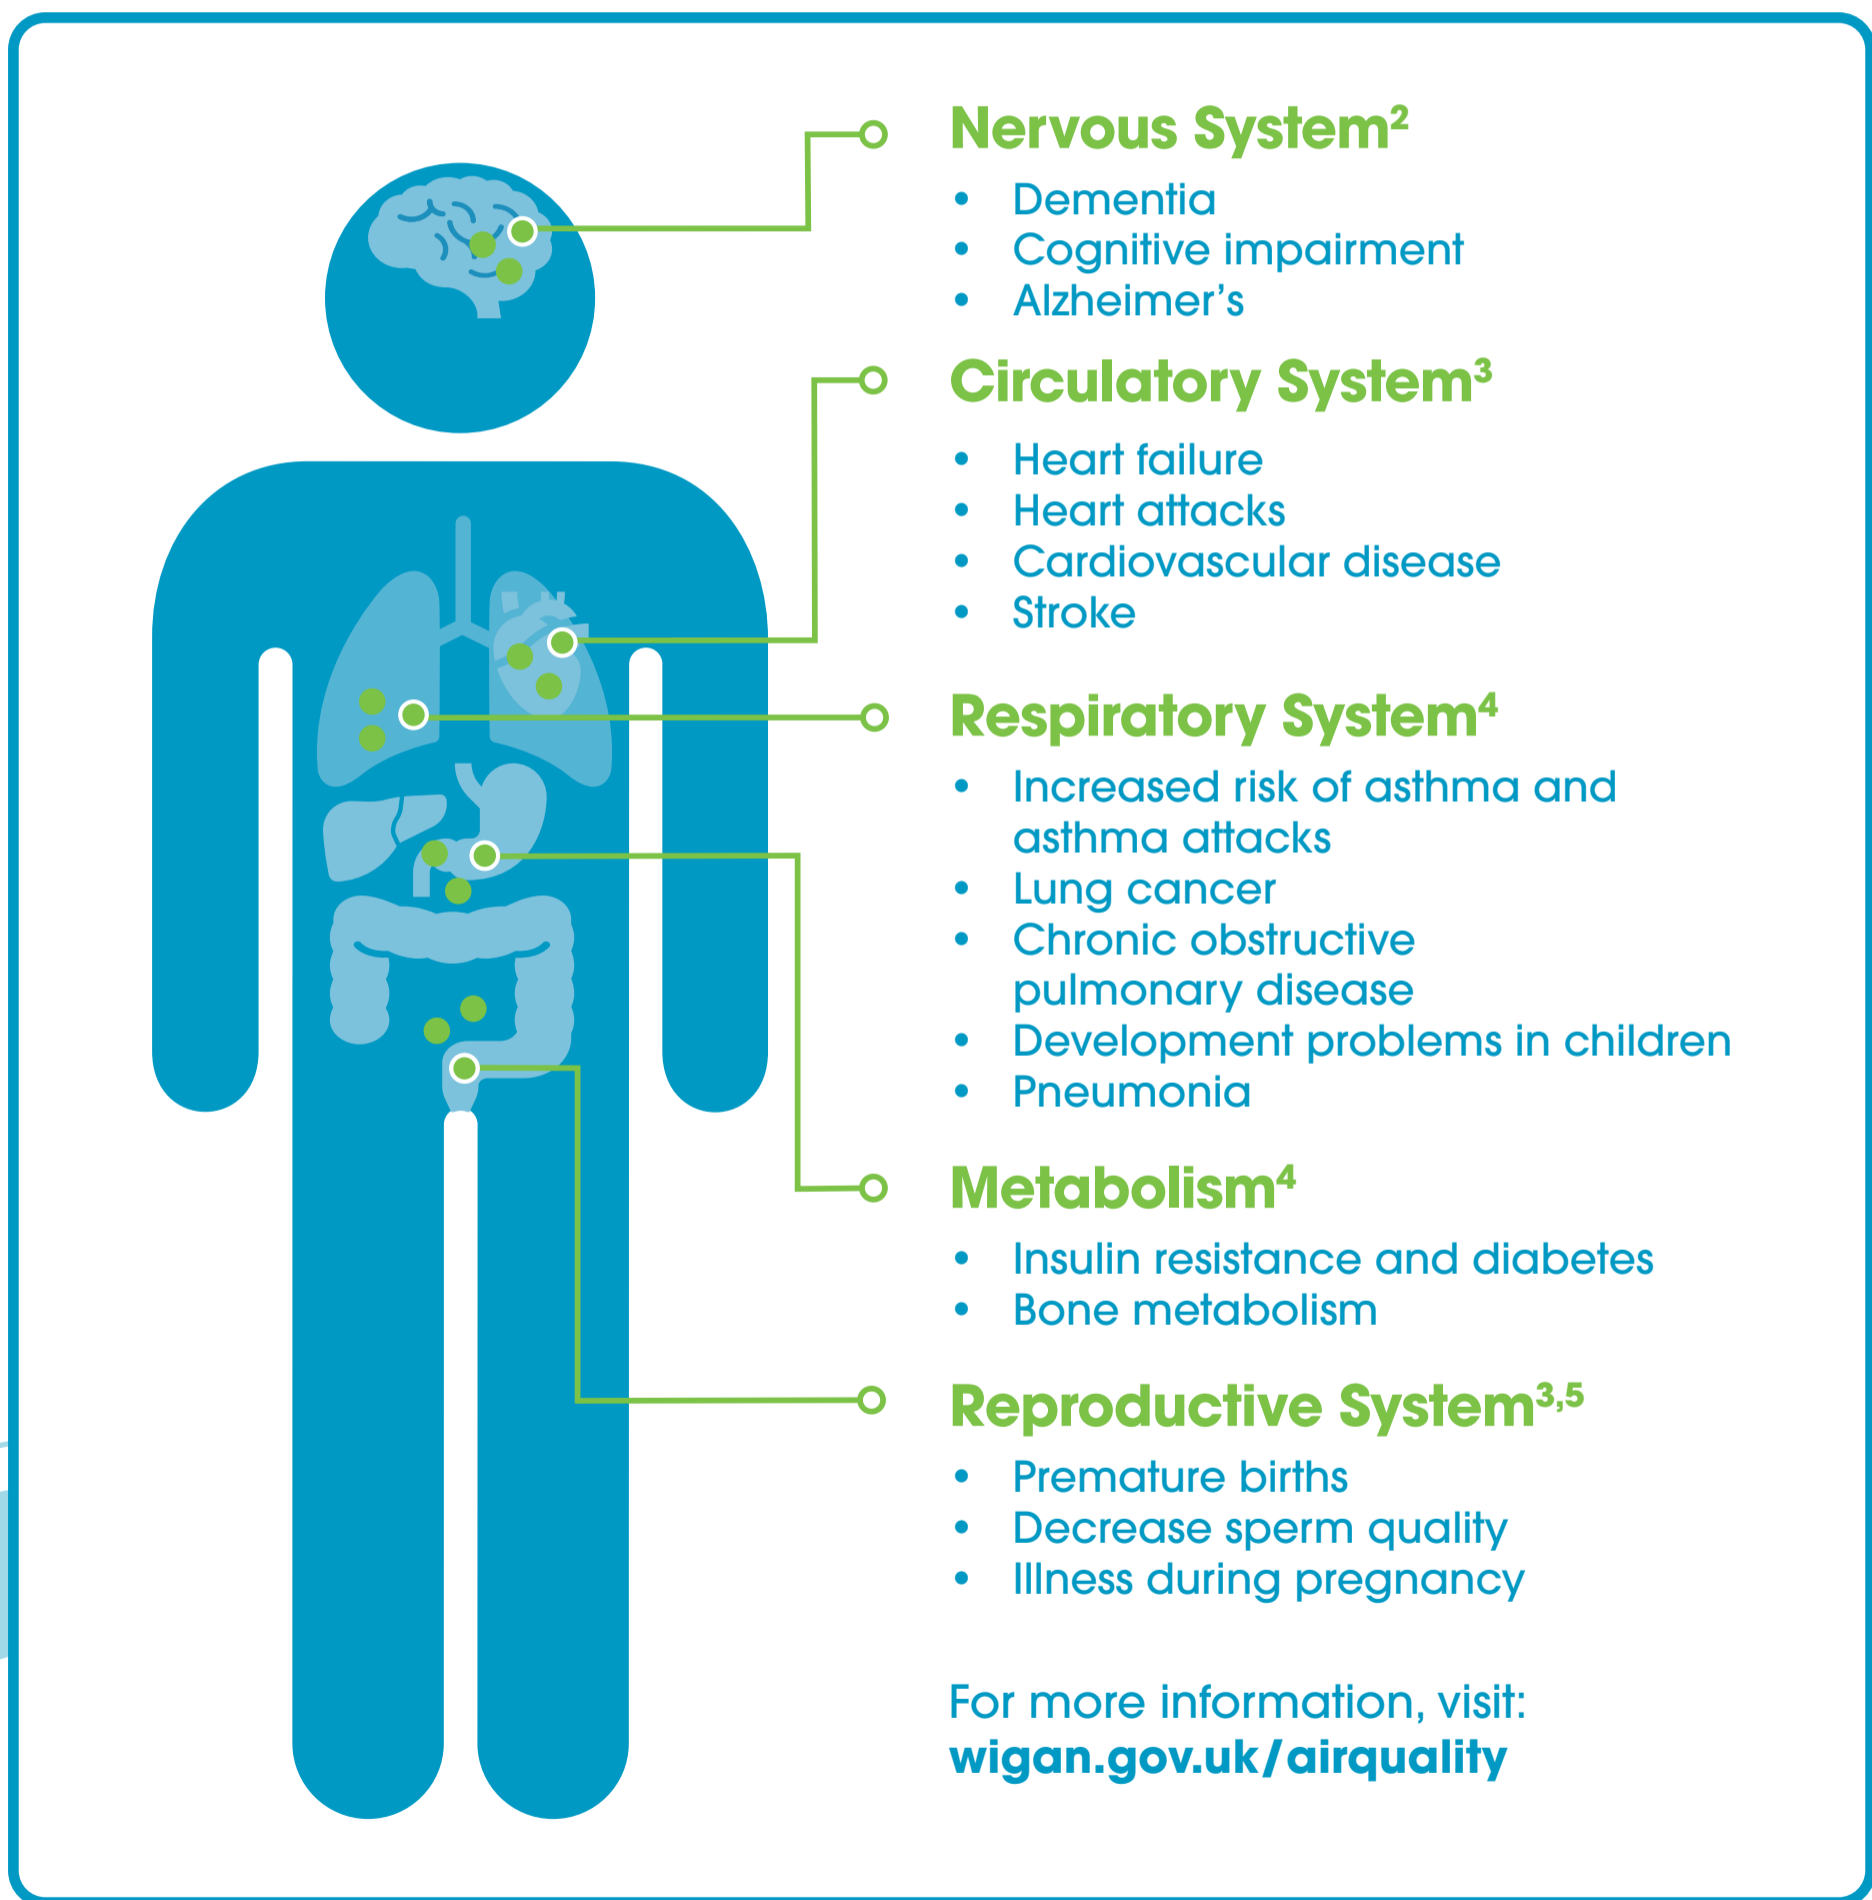 Nervous System²
• Dementia
• Cognitive impairment
• Alzheimer’s
Circulatory System³
• Heart failure
• Heart attacks
• Cardiovascular disease
• Stroke
Respiratory System⁴
• Increased risk of asthma and
asthma attacks
• Lung cancer
• Chronic obstructive
pulmonary disease
• Development problems in children
• Pneumonia
Metabolism⁴
• Insulin resistance and diabetes
• Bone metabolism
Reproductive System³,⁵
• Premature births
• Decrease sperm quality
• Illness during pregnancy
For more information, visit:
wigan.gov.uk/airquality